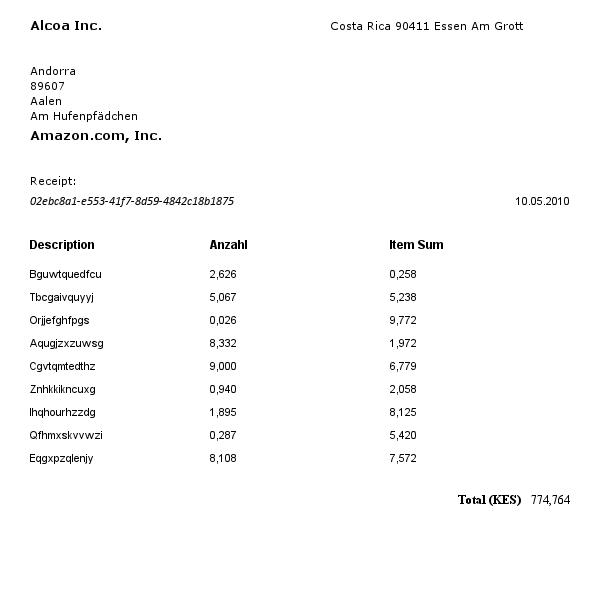 Alcoa Inc.
Costa Rica 90411 Essen Am Grott
Andorra
89607
Aalen
Am Hufenpfädchen
Amazon.com, Inc.
Receipt:
02ebc8a1-e553-41f7-8d59-4842c18b1875 10.05.2010
Description Anzahl Item Sum
Bguwtquedfcu 2,626 0,258
Tbcgaivquyyj 5,067 5,238
Orjjefghfpgs 0,026 9,772
Aqugjzxzuwsg 8,332 1,972
Cgvtqmtedthz 9,000 6,779
Znhkkikncuxg 0,940 2,058
Ihqhourhzzdg 1,895 8,125
Qfhmxskvvwzi 0,287 5,420
Eqgxpzqlenjy 8,108 7,572
Total (KES) 774,764